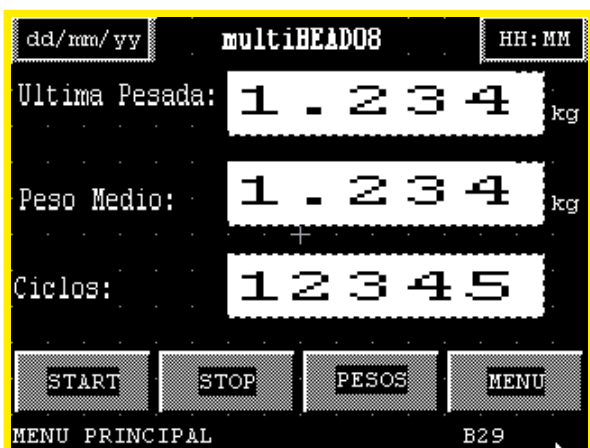 dd/mm/yy multiHEAD08 HH:MM
Ultima Pesada: 1.234 kg
Peso Medio: 1.234 kg
Ciclos: 12345
START STOP PESOS MENU
MENU PRINCIPAL B29